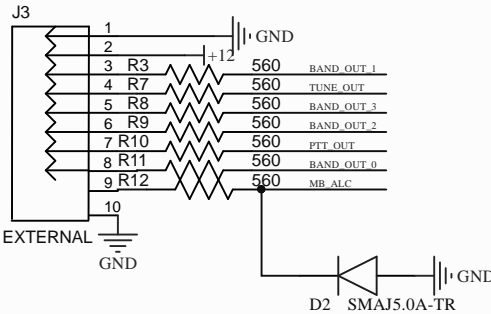 J3
1 GND
2 +12
3 R3 560 BAND_OUT_1
4 R7 560 TUNE_OUT
5 R8 560 BAND_OUT_3
6 R9 560 BAND_OUT_2
7 R10 560 PTT_OUT
8 R11 560 BAND_OUT_0
9 R12 560 MB_ALC
10
EXTERNAL
GND
GND
D2 SMAJ5.0A-TR